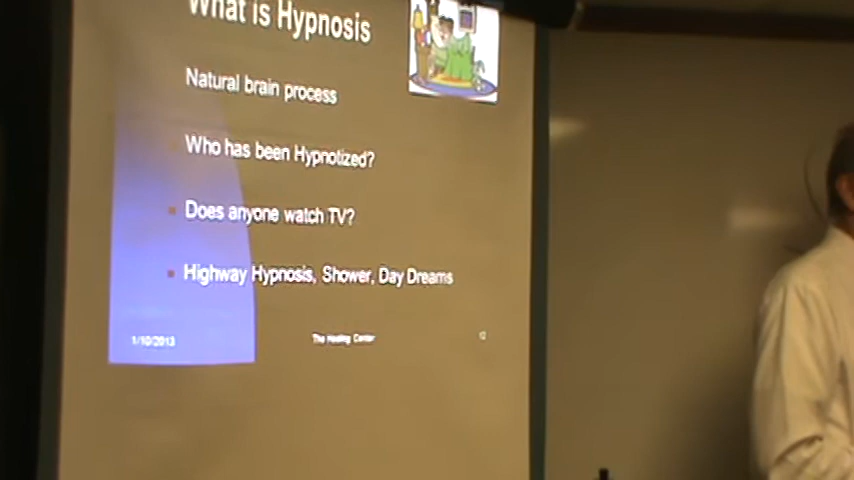 What is Hypnosis
Natural brain process
Who has been Hypnotized?
Does anyone watch TV?
Highway Hypnosis, Shower, Day Dreams
1/10/2013
The Healing Center
12